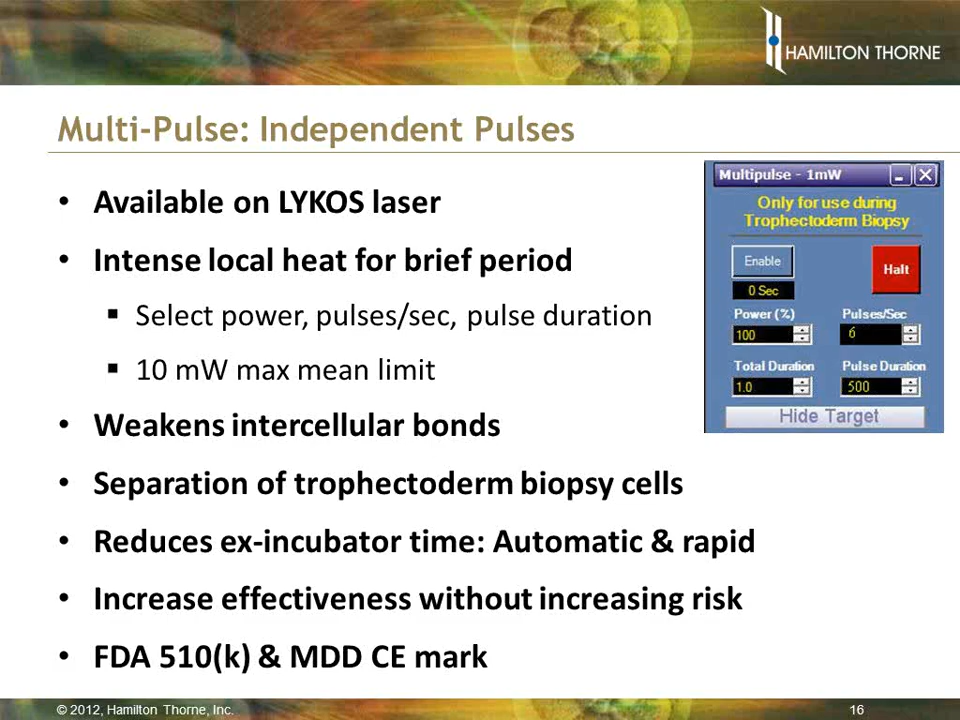 HAMILTON THORNE
Multi-Pulse: Independent Pulses
• Available on LYKOS laser
• Intense local heat for brief period
▪ Select power, pulses/sec, pulse duration
▪ 10 mW max mean limit
• Weakens intercellular bonds
• Separation of trophectoderm biopsy cells
• Reduces ex-incubator time: Automatic & rapid
• Increase effectiveness without increasing risk
• FDA 510(k) & MDD CE mark
Multipulse - 1mW
Only for use during
Trophectoderm Biopsy
Enable
Halt
0 Sec
Power (%) Pulses/Sec
100 6
Total Duration Pulse Duration
1.0 500
Hide Target
© 2012, Hamilton Thorne, Inc. 16